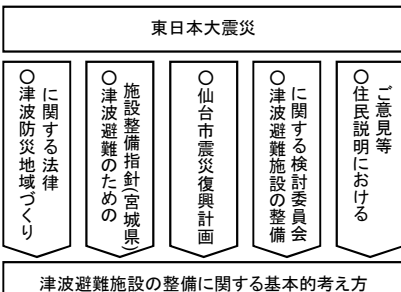 東日本大震災
○津波防災地域づくり
に関する法律
○津波避難のための
施設整備指針(宮城県)
○仙台市震災復興計画
○津波避難施設の整備
に関する検討委員会
○住民説明における
ご意見等
津波避難施設の整備に関する基本的考え方